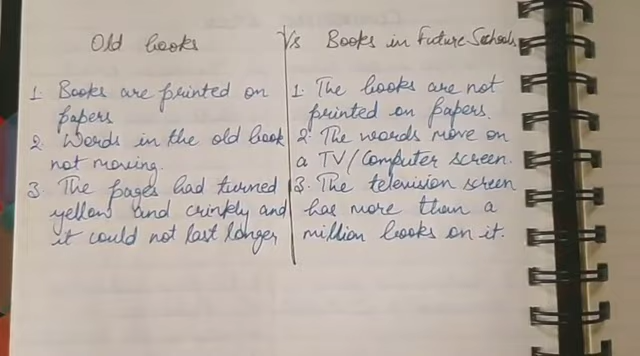 Old books Vs Books in Future Schools
1. Books are printed on
papers
2. Words in the old book
not moving.
3. The pages had turned
yellow and crinkly and
it could not last longer
1. The books are not
printed on papers.
2. The words move on
a TV/Computer screen.
3. The television screen
has more than a
million books on it.